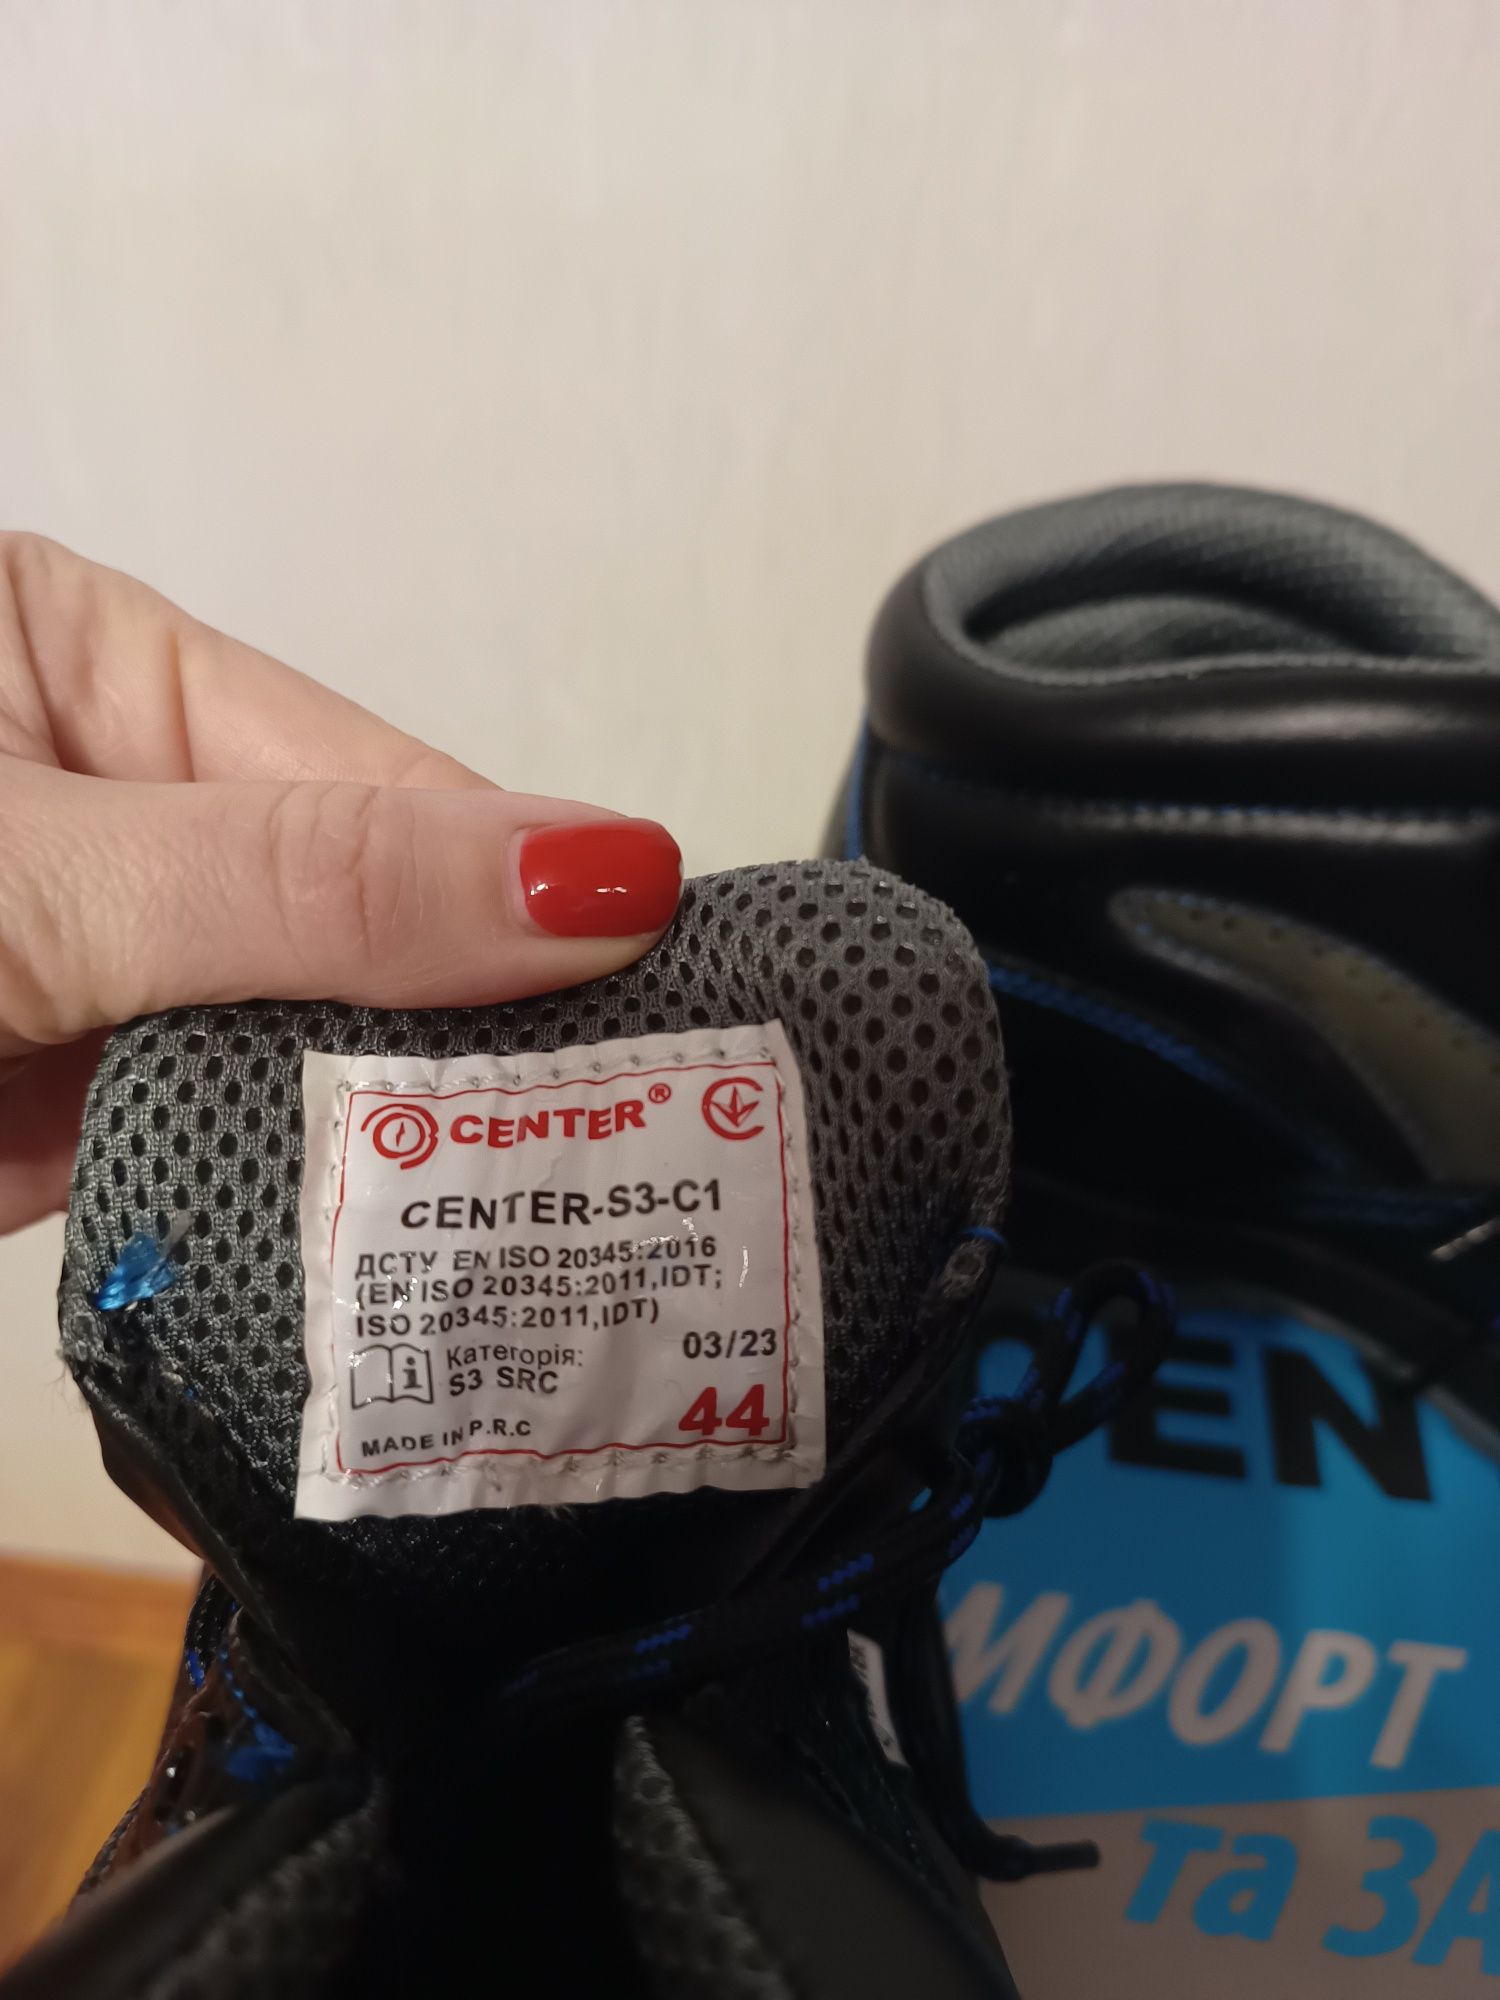 CENTER®
CENTER-S3-C1
ДСТУ EN ISO 20345:2016
(EN ISO 20345:2011,IDT;
ISO 20345:2011,IDT)
03/23
Категорія:
S3 SRC
MADE IN P.R.C
44
CEN
МФОРТ
та ЗА